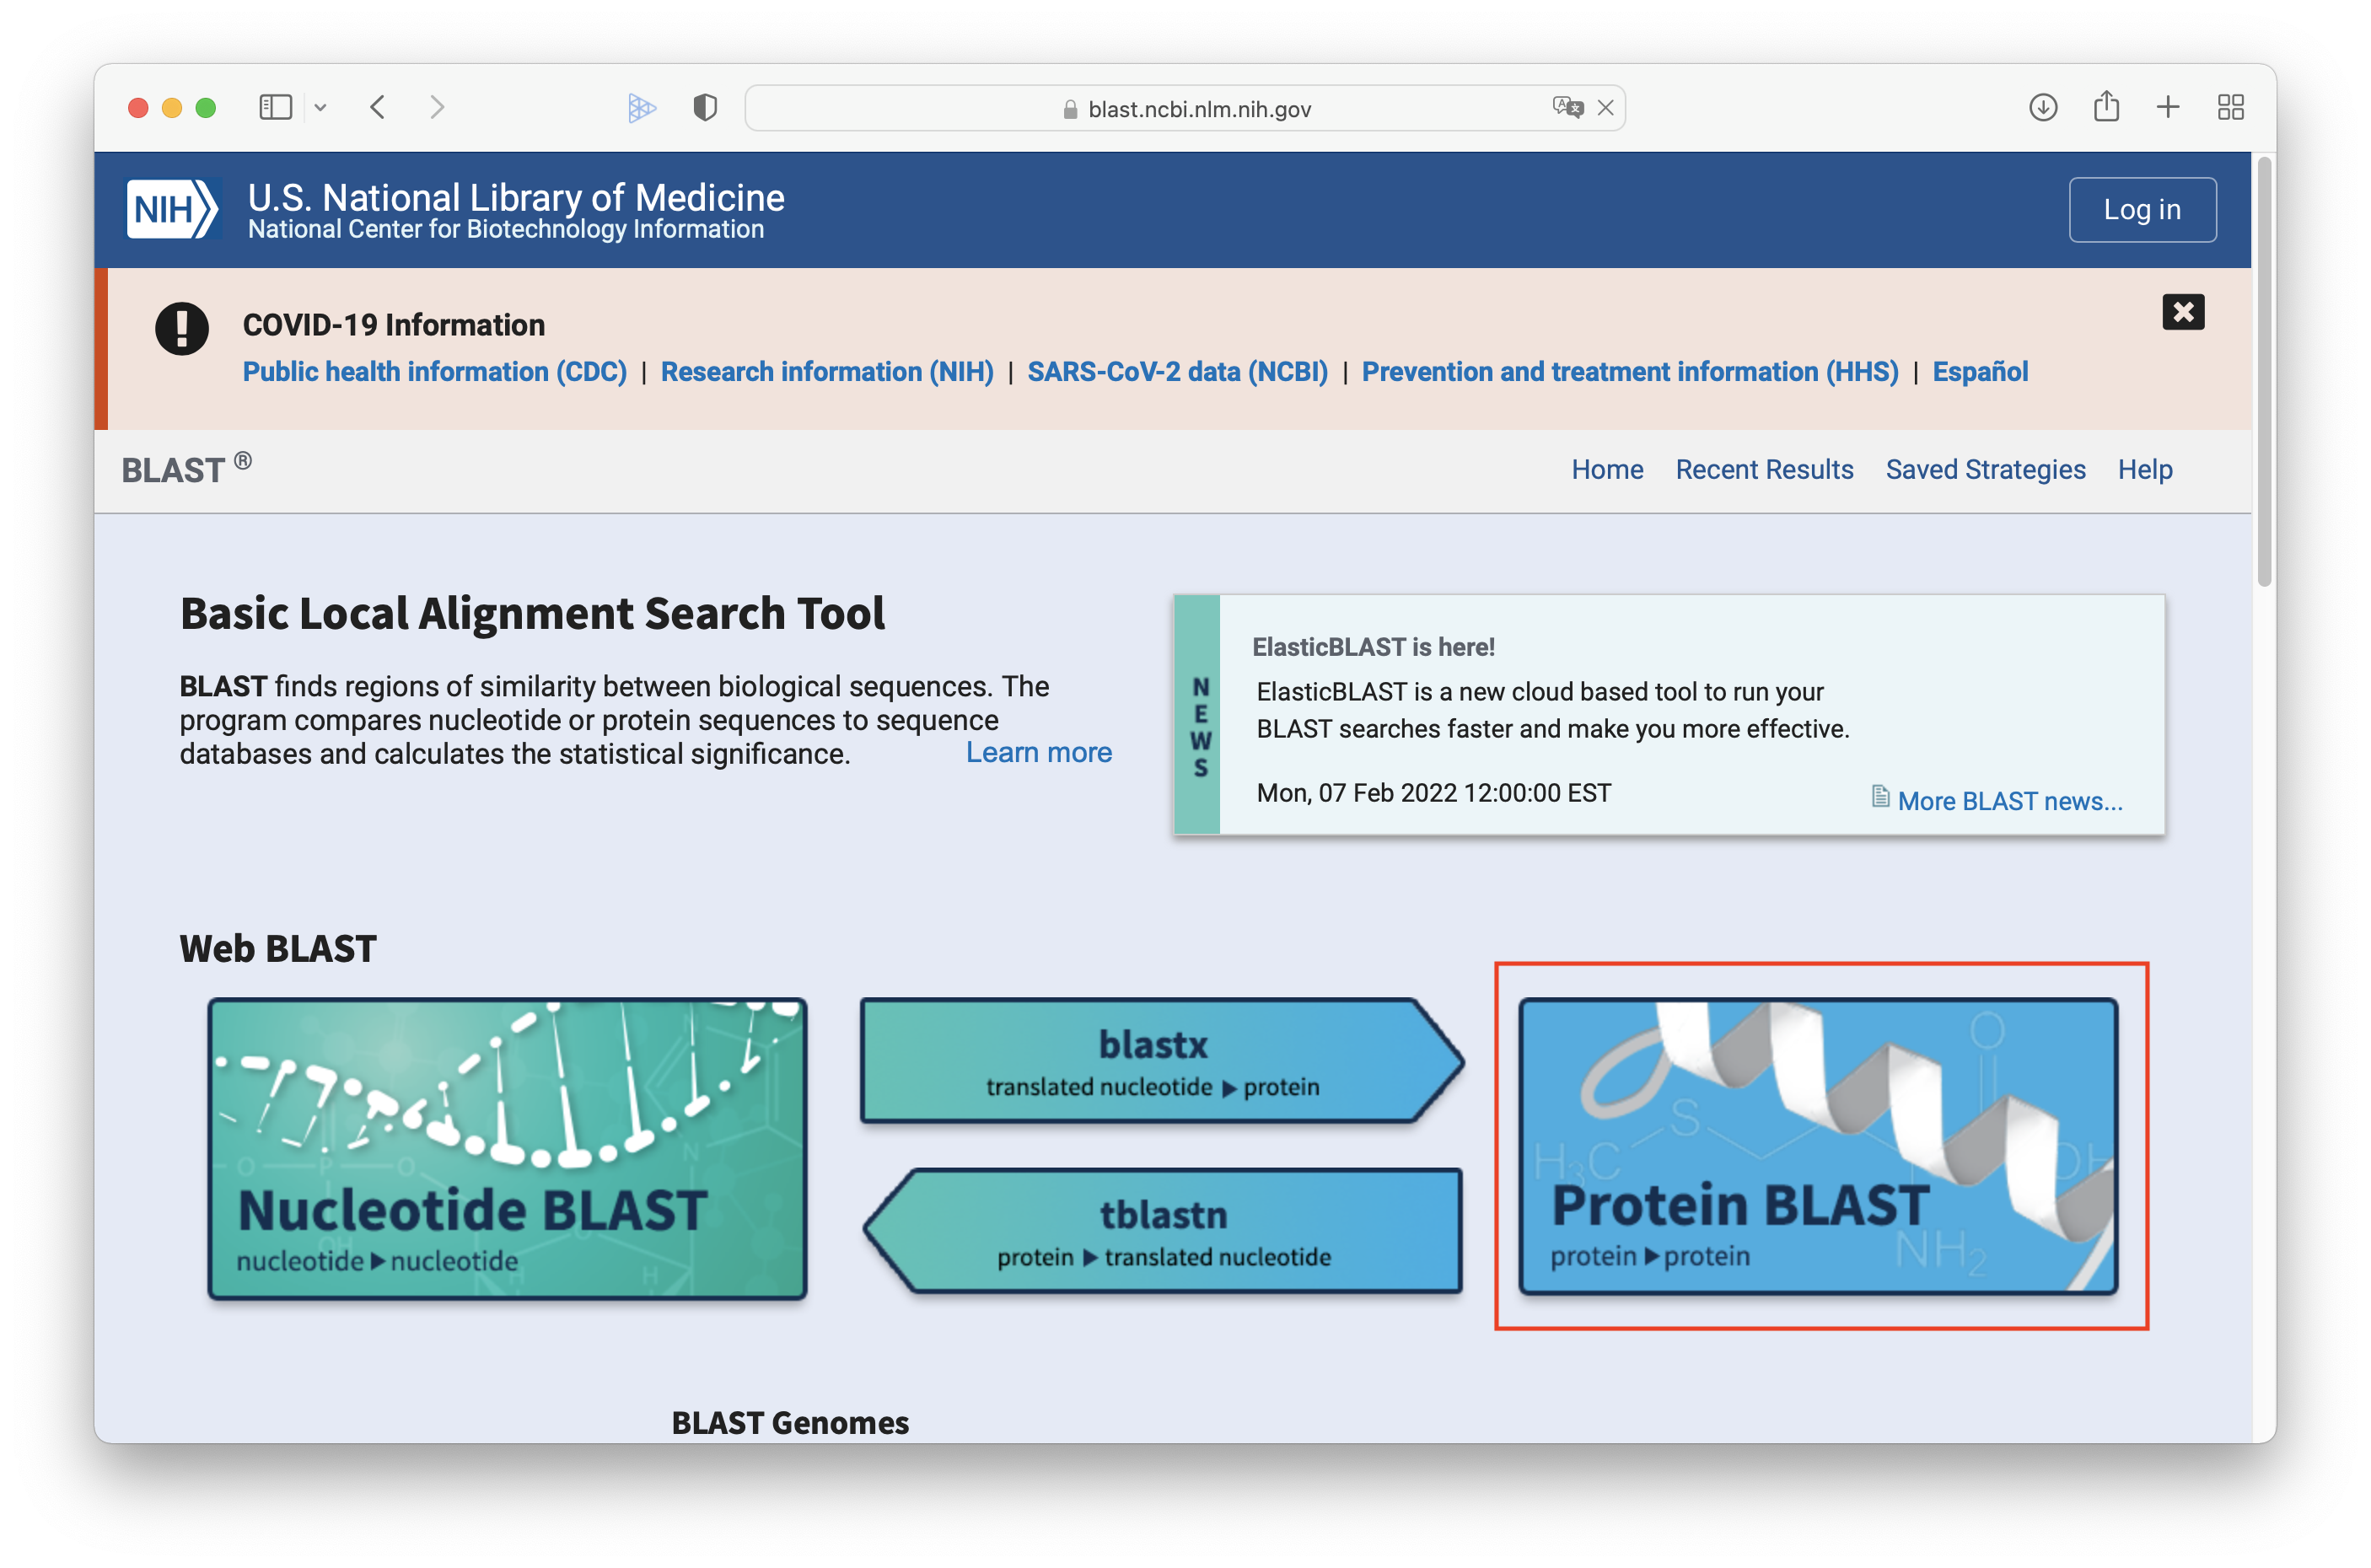 blast.ncbi.nlm.nih.gov
NIH
U.S. National Library of Medicine
National Center for Biotechnology Information
Log in
COVID-19 Information
Public health information (CDC) | Research information (NIH) | SARS-CoV-2 data (NCBI) | Prevention and treatment information (HHS) | Español
BLAST ®
Home Recent Results Saved Strategies Help
Basic Local Alignment Search Tool
BLAST finds regions of similarity between biological sequences. The
program compares nucleotide or protein sequences to sequence
databases and calculates the statistical significance.
Learn more
NEWS
ElasticBLAST is here!
ElasticBLAST is a new cloud based tool to run your
BLAST searches faster and make you more effective.
Mon, 07 Feb 2022 12:00:00 EST
More BLAST news...
Web BLAST
O P O
N
N
OH
O
H H
Nucleotide BLAST
nucleotide ▶ nucleotide
blastx
translated nucleotide ▶ protein
tblastn
protein ▶ translated nucleotide
O
S
H₃C
OH
Protein BLAST
protein ▶ protein
NH₂
BLAST Genomes